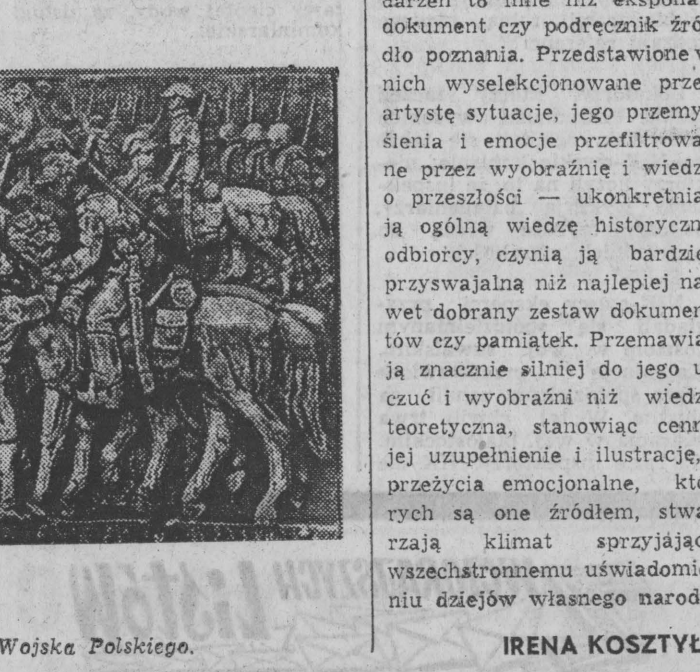 darzeń to inne niż ekspona
dokument czy podręcznik źró
dło poznania. Przedstawione w
nich wyselekcjonowane prze
artystę sytuacje, jego przemy
ślenia i emocje przefiltrowa
ne przez wyobraźnię i wiedz
o przeszłości — ukonkretnia
ją ogólną wiedzę historyczn
odbiorcy, czynią ją bardzie
przyswajalną niż najlepiej na
wet dobrany zestaw dokumen
tów czy pamiątek. Przemawia
ją znacznie silniej do jego u
czuć i wyobraźni niż wiedz
teoretyczna, stanowiąc cenn
jej uzupełnienie i ilustrację,
przeżycia emocjonalne, któ
rych są one źródłem, stwa
rzają klimat sprzyjając
wszechstronnemu uświadomie
niu dziejów własnego narod
Wojska Polskiego.
IRENA KOSZTYŁ